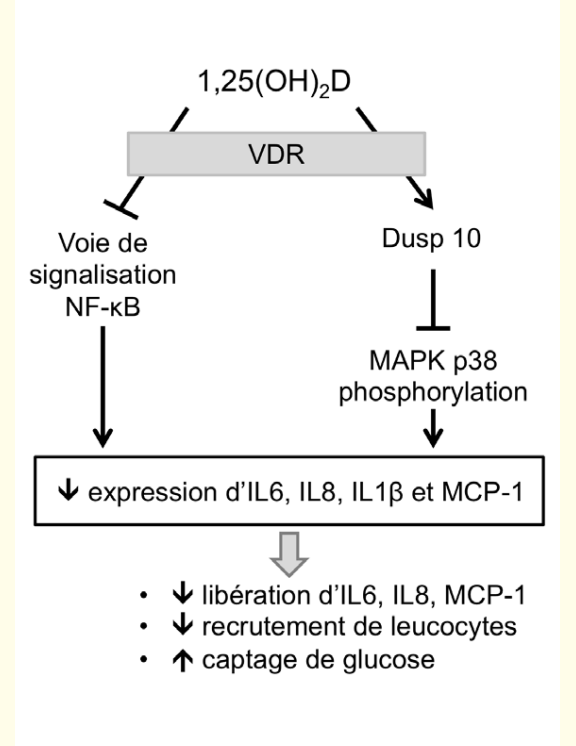 1,25(OH)₂D
VDR
Voie de
signalisation
NF-κB
Dusp 10
MAPK p38
phosphorylation
↓ expression d'IL6, IL8, IL1β et MCP-1
• ↓ libération d'IL6, IL8, MCP-1
• ↓ recrutement de leucocytes
• ↑ captage de glucose